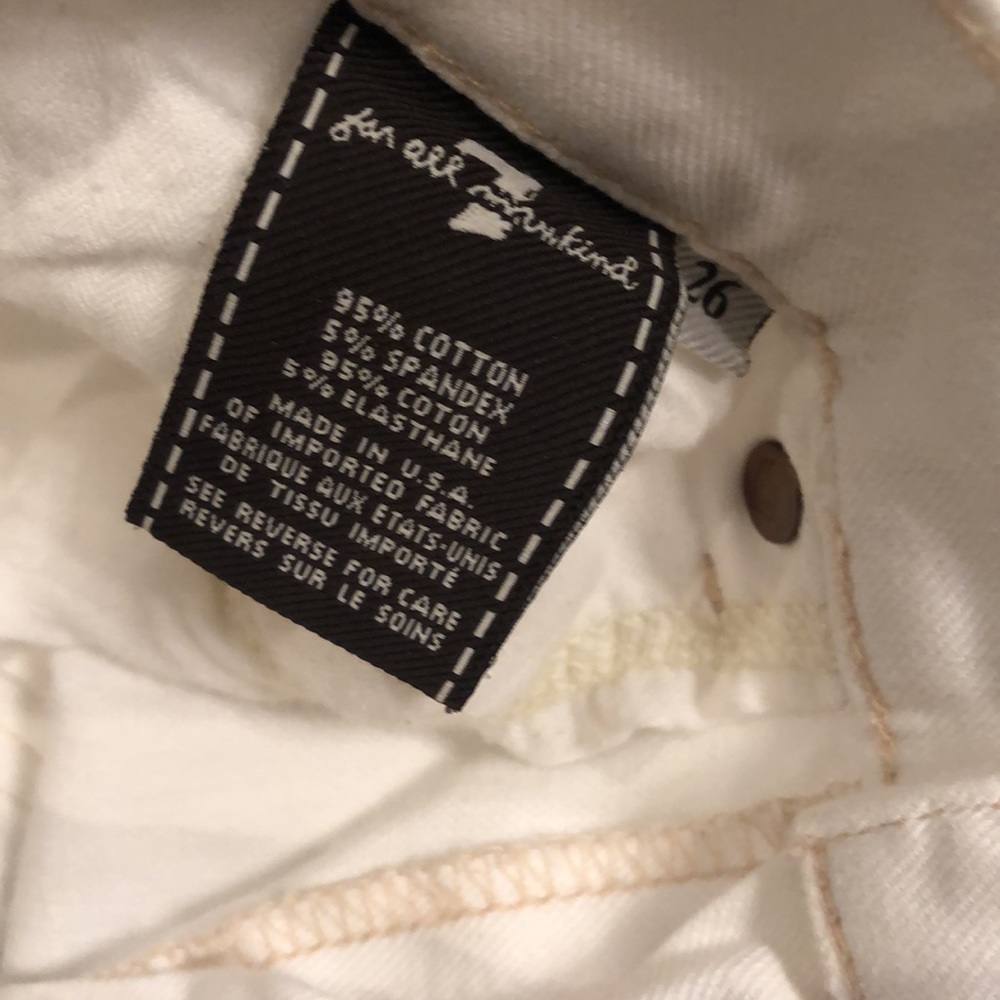 for all mankind
7
26
95% COTTON
5% SPANDEX
95% COTON
5% ELASTHANE
MADE IN U.S.A.
OF IMPORTED FABRIC
FABRIQUE AUX ETATS-UNIS
DE TISSU IMPORTÉ
SEE REVERSE FOR CARE
REVERS SUR LE SOINS